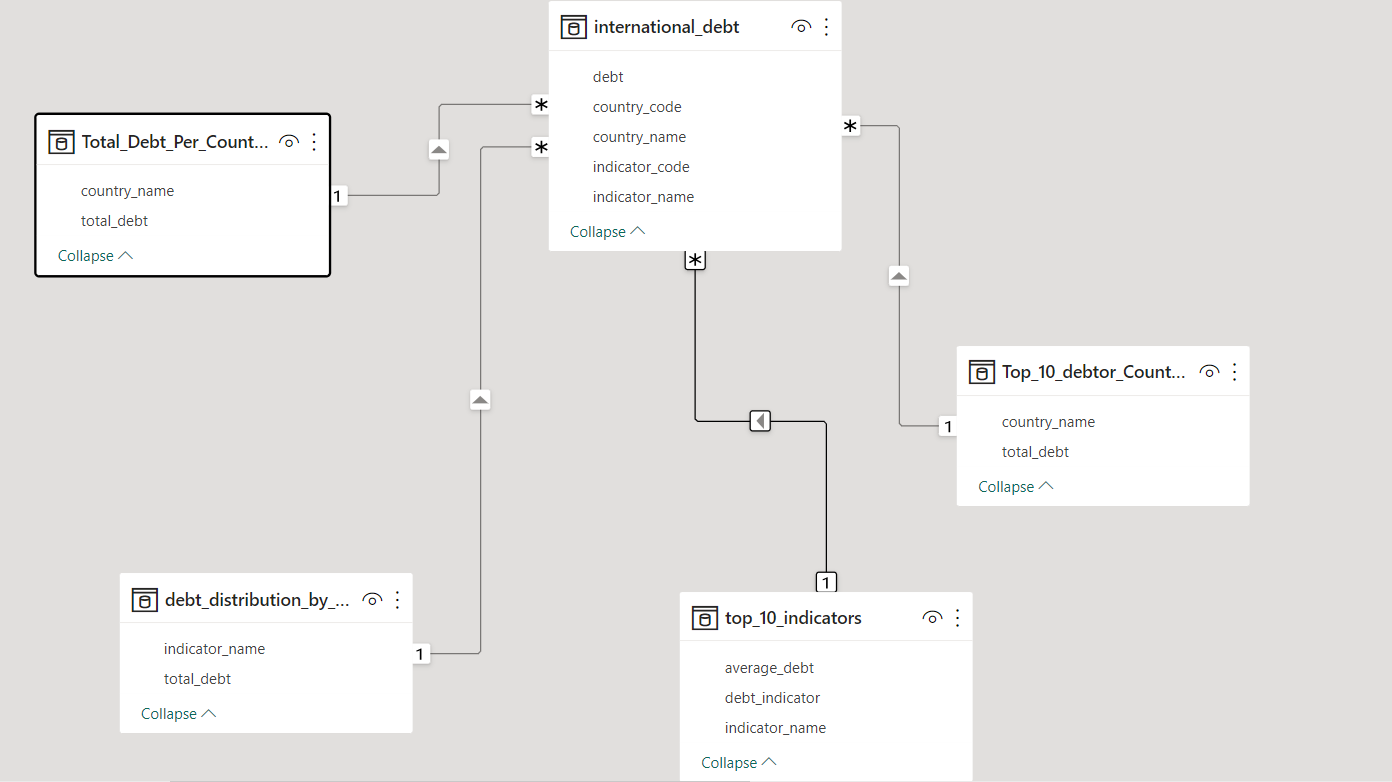 international_debt
debt
country_code
country_name
indicator_code
indicator_name
Collapse
*
*
*
*
Total_Debt_Per_Count...
country_name
total_debt
Collapse
1
Top_10_debtor_Count...
country_name
total_debt
Collapse
1
debt_distribution_by_...
indicator_name
total_debt
Collapse
1
1
top_10_indicators
average_debt
debt_indicator
indicator_name
Collapse